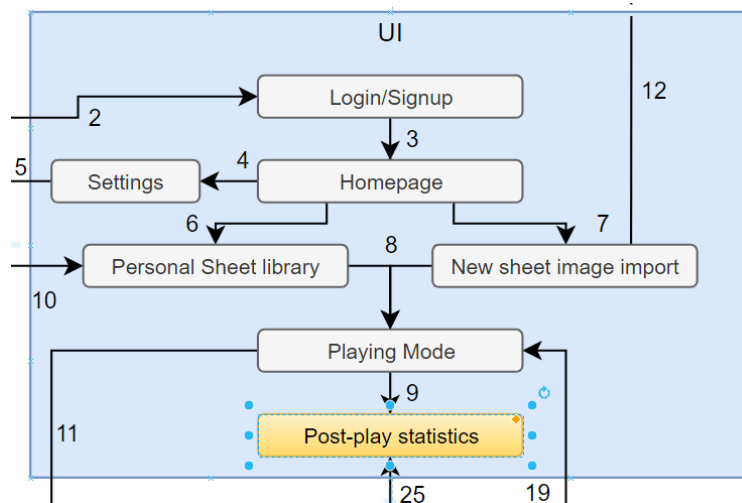 UI
12
Login/Signup
2
3
5
4
Settings
Homepage
6
7
8
Personal Sheet library
New sheet image import
10
Playing Mode
9
11
Post-play statistics
25
19